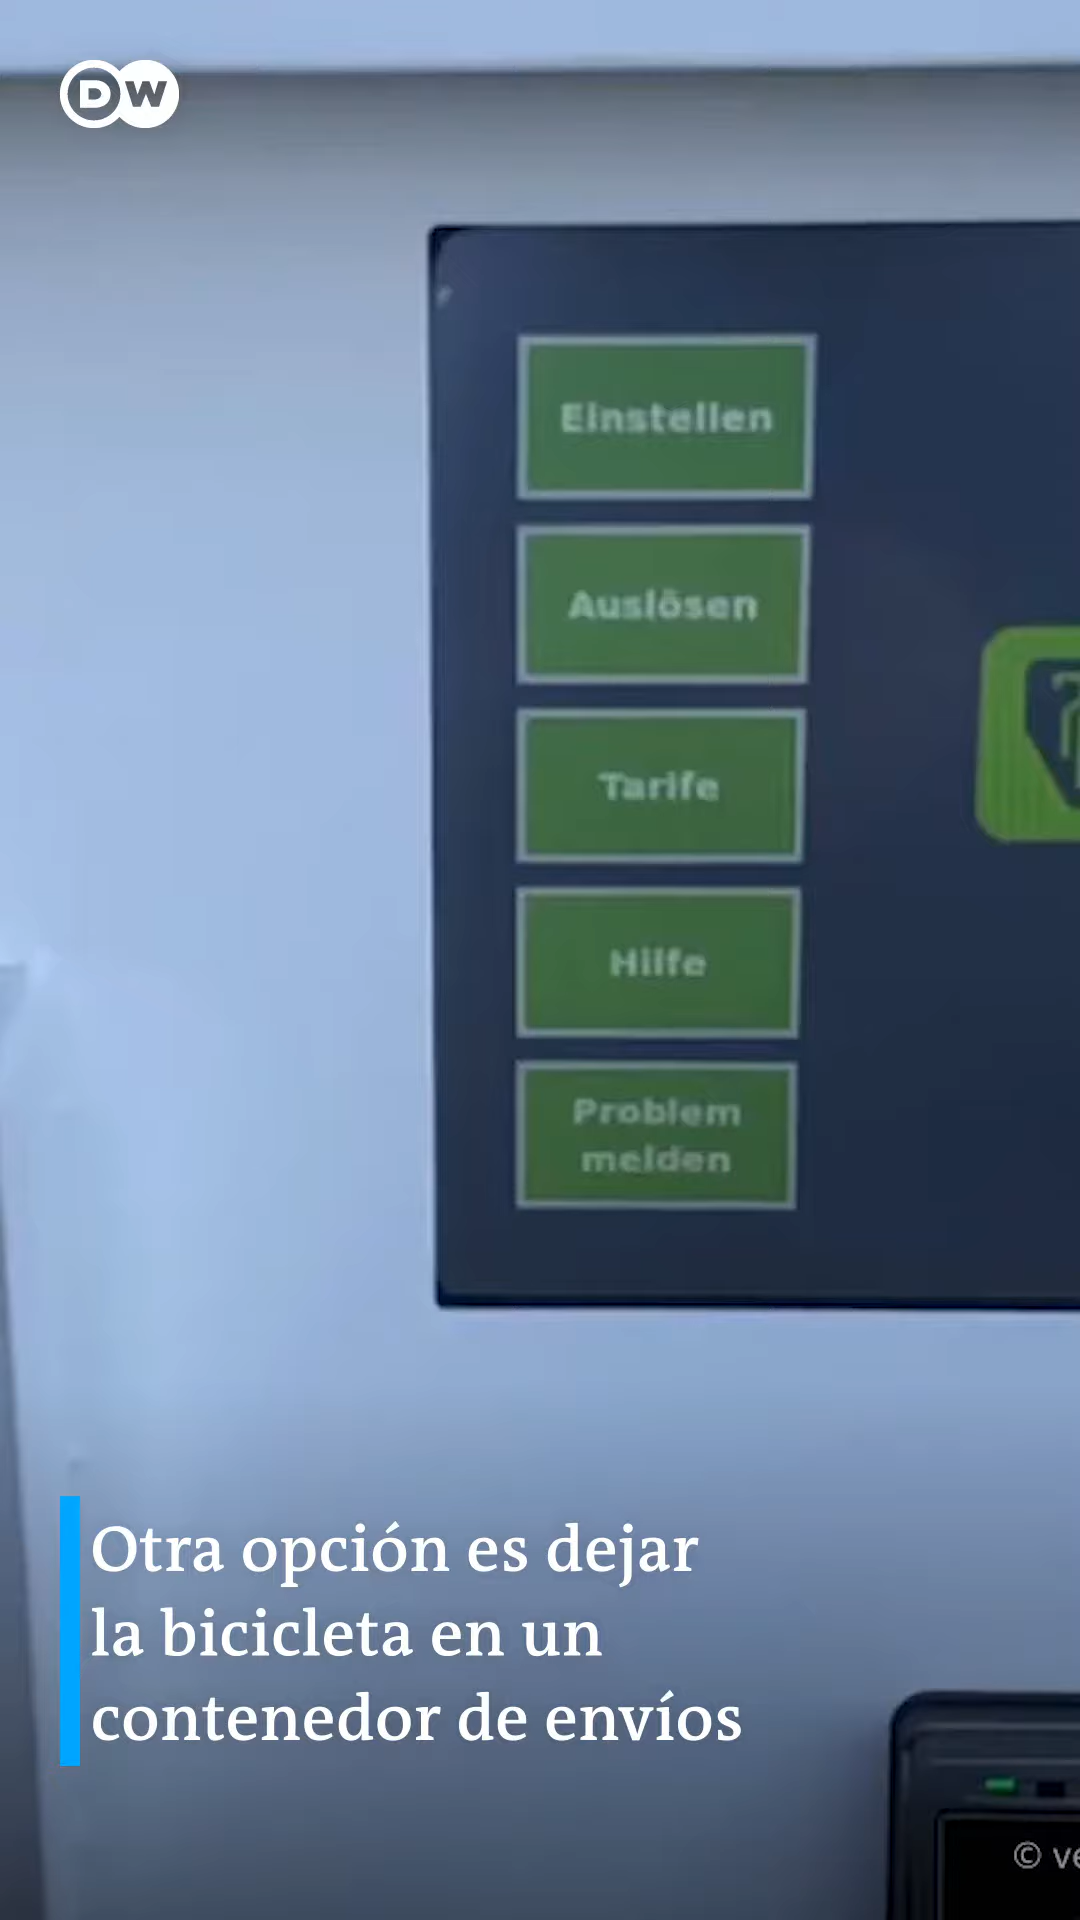 DW
Einstellen
Auslösen
Tarife
Hilfe
Problem
melden
Otra opción es dejar
la bicicleta en un
contenedor de envíos
©